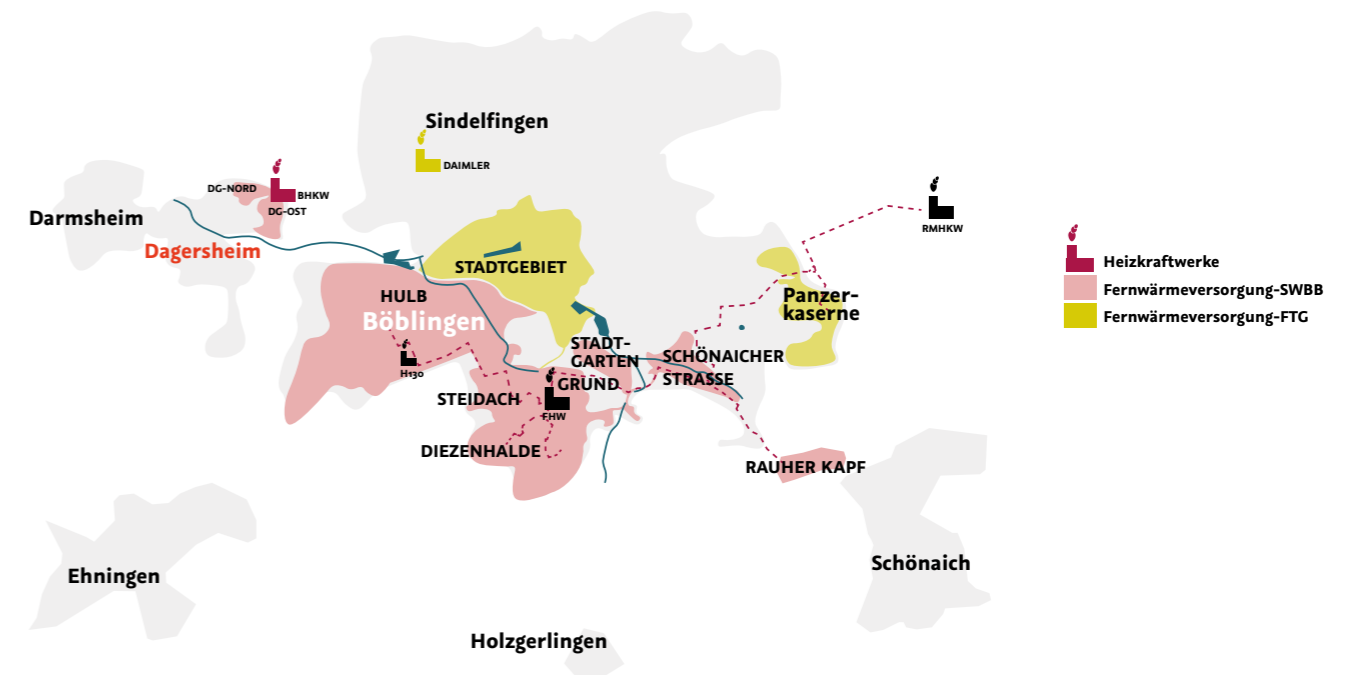 Sindelfingen
DAIMLER
DG-NORD
BHKW
DG-OST
Darmsheim
Dagersheim
RMHKW
STADTGEBIET
HULB
Böblingen
H130
Panzer-
kaserne
STADT-
GARTEN
SCHÖNAICHER
STRASSE
GRUND
STEIDACH
FHW
DIEZENHALDE
RAUHER KAPF
Ehningen
Schönaich
Holzgerlingen
Heizkraftwerke
Fernwärmeversorgung-SWBB
Fernwärmeversorgung-FTG